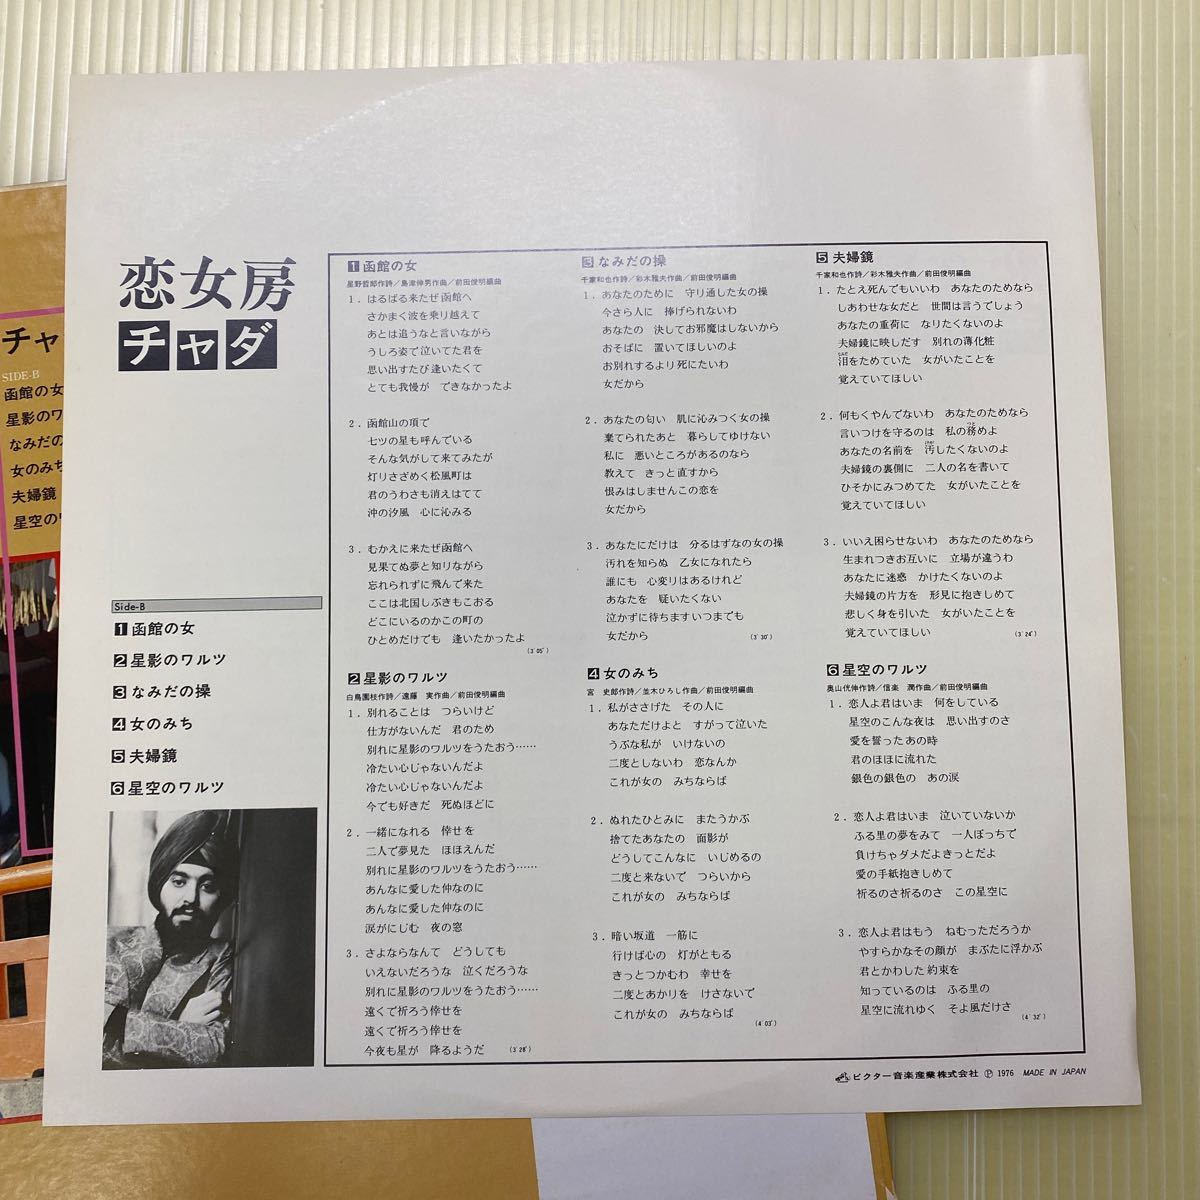 恋女房
チャダ
Side-B
1 函館の女
2 星影のワルツ
3 なみだの操
4 女のみち
5 夫婦鏡
6 星空のワルツ
1 函館の女
星野哲郎作詩/島津伸男作曲/前田俊明編曲
1. はるばる来たぜ函館へ
さかまく波を乗り越えて
あとは追うなと言いながら
うしろ姿で泣いてた君を
思い出すたび逢いたくて
とても我慢が できなかったよ
2. 函館山の頂で
七ツの星も呼んでいる
そんな気がして来てみたが
灯りさざめく松風町は
君のうわさも消えはてて
沖の汐風 心に沁みる
3. むかえに来たぜ函館へ
見果てぬ夢と知りながら
忘れられずに飛んで来た
ここは北国しぶきもこおる
どこにいるのかこの町の
ひとめだけでも 逢いたかったよ
(3′05″)
2 星影のワルツ
白鳥園枝作詩/遠藤 実作曲/前田俊明編曲
1. 別れることは つらいけど
仕方がないんだ 君のため
別れに星影のワルツをうたおう……
冷たい心じゃないんだよ
冷たい心じゃないんだよ
今でも好きだ 死ぬほどに
2. 一緒になれる 倖せを
二人で夢見た ほほえんだ
別れに星影のワルツをうたおう……
あんなに愛した仲なのに
あんなに愛した仲なのに
涙がにじむ 夜の窓
3. さよならなんて どうしても
いえないだろうな 泣くだろうな
別れに星影のワルツをうたおう……
遠くで祈ろう倖せを
遠くで祈ろう倖せを
今夜も星が 降るようだ (3′28″)
3 なみだの操
千家和也作詩/彩木雅夫作曲/前田俊明編曲
1. あなたのために 守り通した女の操
今さら人に 捧げられないわ
あなたの 決してお邪魔はしないから
おそばに 置いてほしいのよ
お別れするより死にたいわ
女だから
2. あなたの匂い 肌に沁みつく女の操
棄てられたあと 暮らしてゆけない
私に 悪いところがあるのなら
教えて きっと直すから
恨みはしませんこの恋を
女だから
3. あなたにだけは 分るはずなの女の操
汚れを知らぬ 乙女になれたら
誰にも 心変りはあるけれど
あなたを 疑いたくない
泣かずに待ちますいつまでも
女だから (3′30″)
4 女のみち
宮 史郎作詩/並木ひろし作曲/前田俊明編曲
1. 私がささげた その人に
あなただけよと すがって泣いた
うぶな私が いけないの
二度としないわ 恋なんか
これが女の みちならば
2. ぬれたひとみに またうかぶ
捨てたあなたの 面影が
どうしてこんなに いじめるの
二度と来ないで つらいから
これが女の みちならば
3. 暗い坂道 一筋に
行けば心の 灯がともる
きっとつかむわ 幸せを
二度とあかりを けさないで
これが女の みちならば
(4′03″)
5 夫婦鏡
千家和也作詩/彩木雅夫作曲/前田俊明編曲
1. たとえ死んでもいいわ あなたのためなら
しあわせな女だと 世間は言うでしょう
あなたの重荷に なりたくないのよ
夫婦鏡に映しだす 別れの薄化粧
泪をためていた 女がいたことを
覚えていてほしい
2. 何もくやんでないわ あなたのためなら
言いつけを守るのは 私の務めよ
あなたの名前を 汚したくないのよ
夫婦鏡の裏側に 二人の名を書いて
ひそかにみつめてた 女がいたことを
覚えていてほしい
3. いいえ困らせないわ あなたのためなら
生まれつきお互いに 立場が違うわ
あなたに迷惑 かけたくないのよ
夫婦鏡の片方を 形見に抱きしめて
悲しく身を引いた 女がいたことを
覚えていてほしい (3′24″)
6 星空のワルツ
奥山侊伸作詩/信楽 潤作曲/前田俊明編曲
1. 恋人よ君はいま 何をしている
星空のこんな夜は 思い出すのさ
愛を誓ったあの時
君のほほに流れた
銀色の銀色の あの涙
2. 恋人よ君はいま 泣いていないか
ふる里の夢をみて 一人ぼっちで
負けちゃダメだよきっとだよ
愛の手紙抱きしめて
祈るのさ祈るのさ この星空に
3. 恋人よ君はもう ねむっただろうか
やすらかなその顔が まぶたに浮かぶ
君とかわした約束を
知っているのは ふる里の
星空に流れゆく そよ風だけさ
(4′32″)
ビクター音楽産業株式会社 Ⓟ 1976 MADE IN JAPAN
チャ
SIDE-B
函館の女
星影のワ
なみだの
女のみち
夫婦鏡
星空の